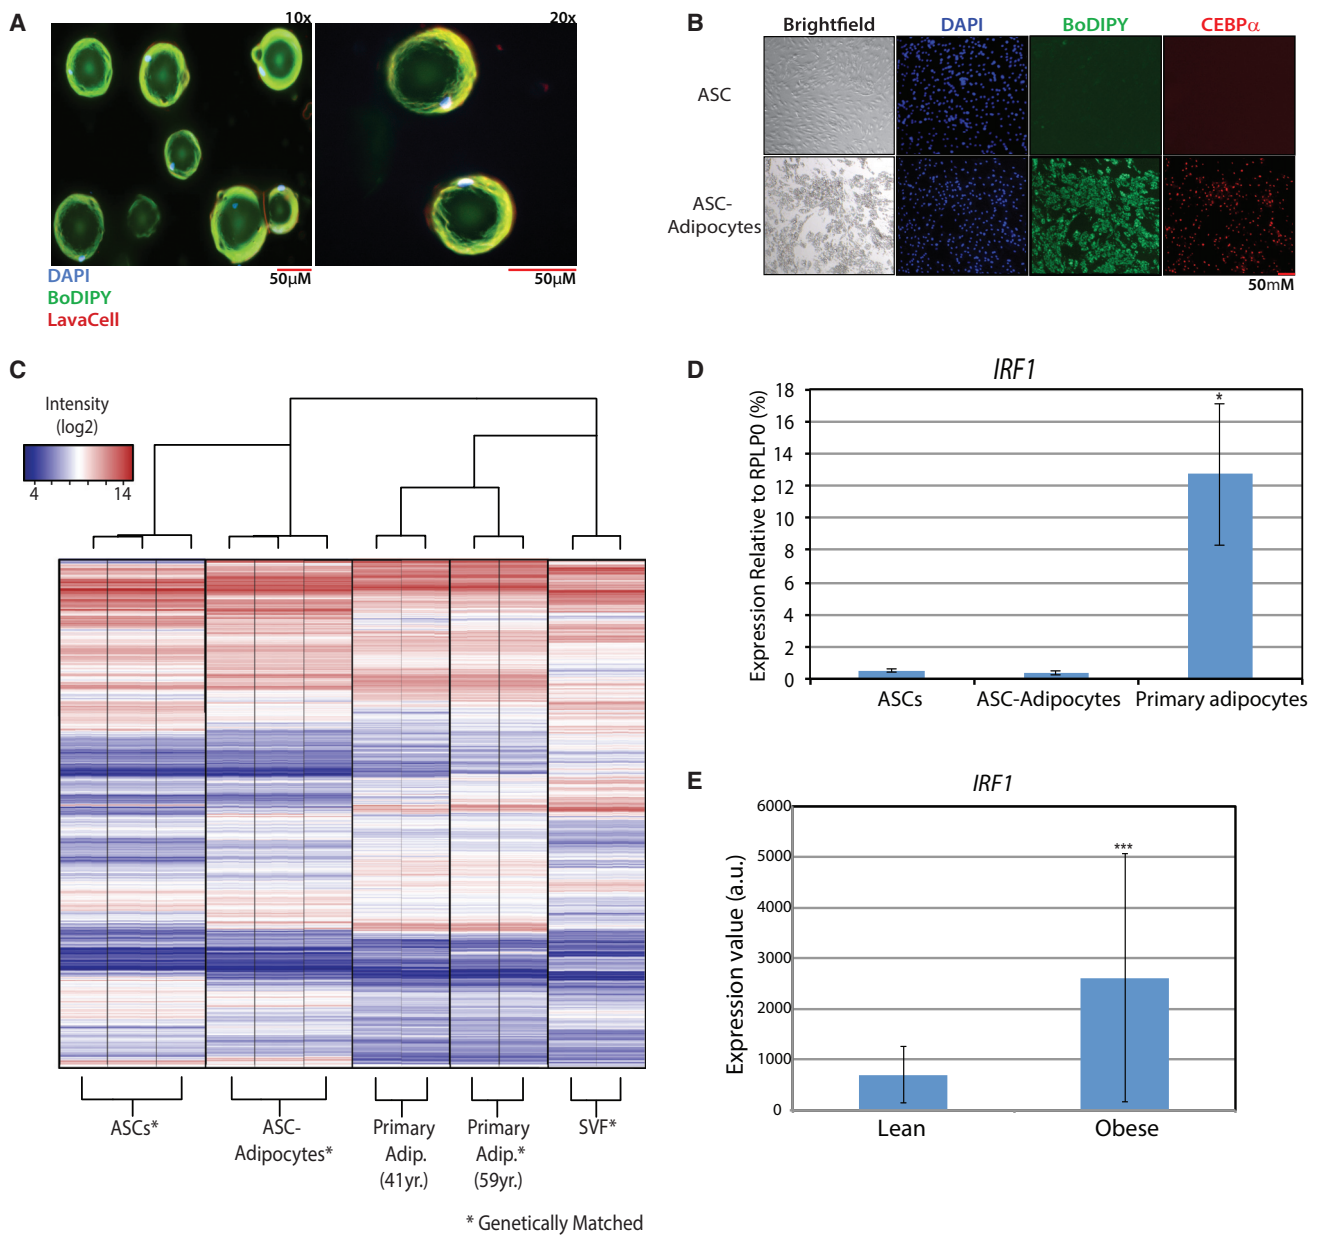 A
10x
20x
50µM
50µM
DAPI
BoDIPY
LavaCell
B
Brightfield
DAPI
BoDIPY
CEBPα
ASC
ASC-
Adipocytes
50mM
C
Intensity
(log2)
4
14
ASCs*
ASC-
Adipocytes*
Primary
Adip.
(41yr.)
Primary
Adip.*
(59yr.)
SVF*
* Genetically Matched
D
IRF1
Expression Relative to RPLP0 (%)
18
16
14
12
10
8
6
4
2
0
*
ASCs
ASC-Adipocytes
Primary adipocytes
E
IRF1
Expression value (a.u.)
6000
5000
4000
3000
2000
1000
0
***
Lean
Obese